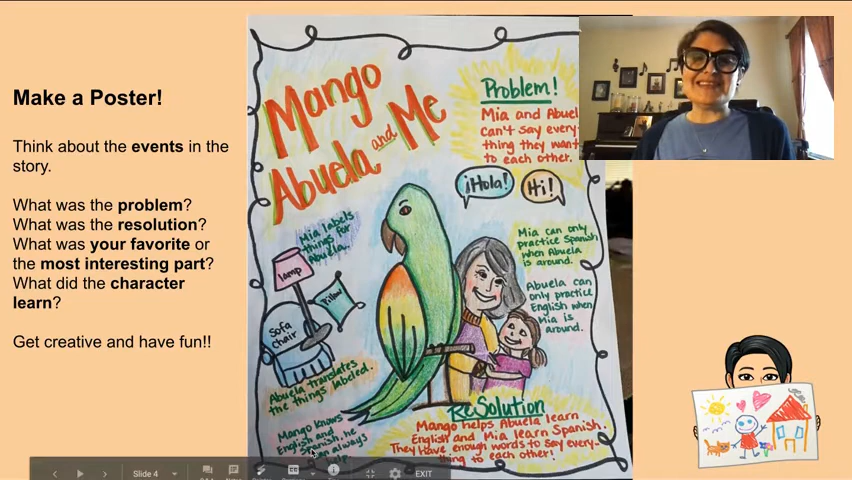 Make a Poster!
Think about the events in the
story.
What was the problem?
What was the resolution?
What was your favorite or
the most interesting part?
What did the character
learn?
Get creative and have fun!!
Mango
Abuela and Me
Problem!
Mia and Abuel
can't say every-
thing they want
to each other.
¡Hola!
Hi!
Mia labels
things for
Abuela.
lamp
Pillow
Sofa
chair
Mia can only
practice Spanish
when Abuela
is around.
Abuela can
only practice
English when
Mia is
around.
Abuela translates
the things labeled.
Mango knows
English and
Spanish, he
can always
help
Resolution
Mango helps Abuela learn
English and Mia learn Spanish.
They have enough words to say every-
thing to each other!
Slide 4
EXIT